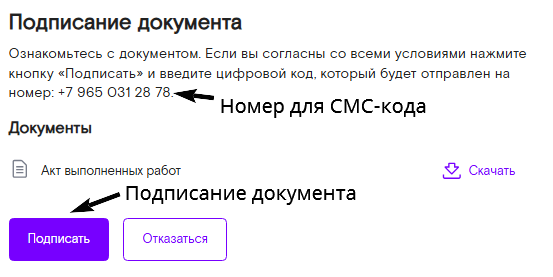 Подписание документа
Ознакомьтесь с документом. Если вы согласны со всеми условиями нажмите
кнопку «Подписать» и введите цифровой код, который будет отправлен на
номер: +7 965 031 28 78.
Номер для СМС-кода
Документы
Акт выполненных работ
Скачать
Подписание документа
Подписать
Отказаться